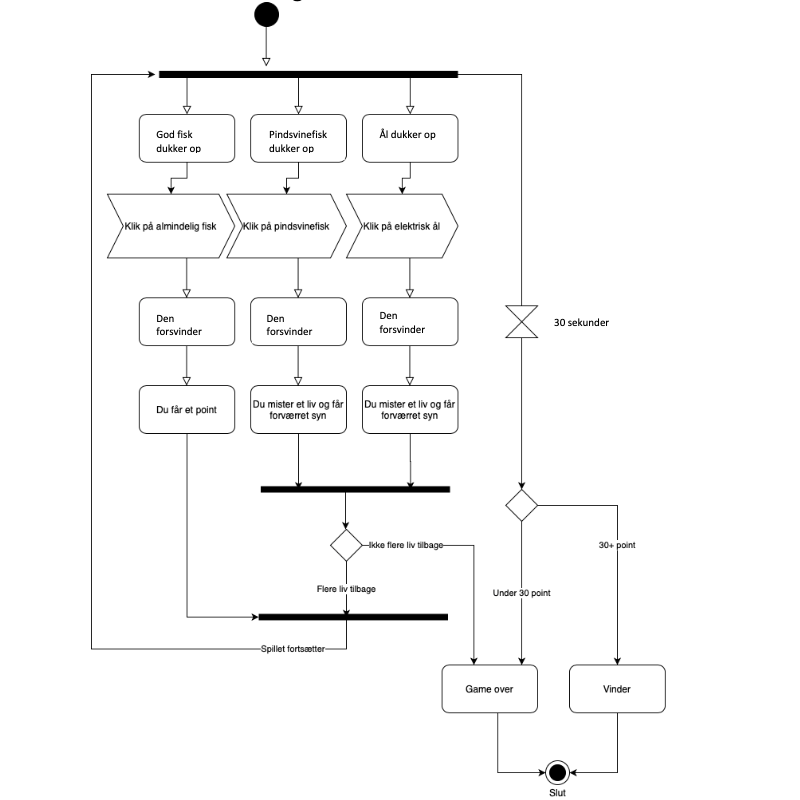 God fisk
dukker op
Pindsvinefisk
dukker op
Ål dukker op
Klik på almindelig fisk
Klik på pindsvinefisk
Klik på elektrisk ål
Den
forsvinder
Den
forsvinder
Den
forsvinder
30 sekunder
Du får et point
Du mister et liv og får
forværret syn
Du mister et liv og får
forværret syn
Ikke flere liv tilbage
30+ point
Flere liv tilbage
Under 30 point
Spillet fortsætter
Game over
Vinder
Slut